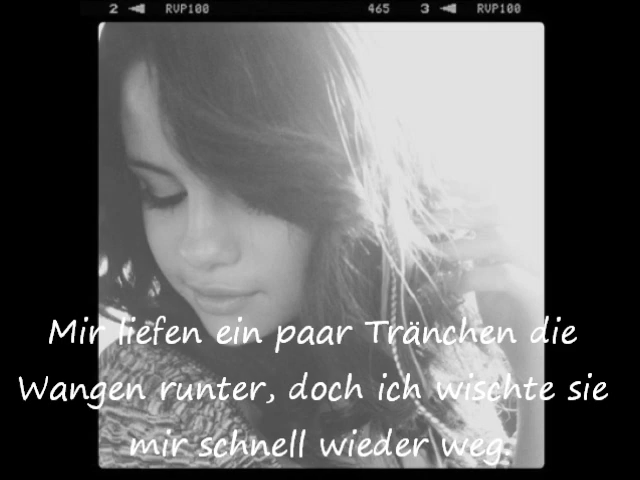 2 RVP100 465 3 RVP100
Mir liefen ein paar Tränchen die
Wangen runter, doch ich wischte sie
mir schnell wieder weg.